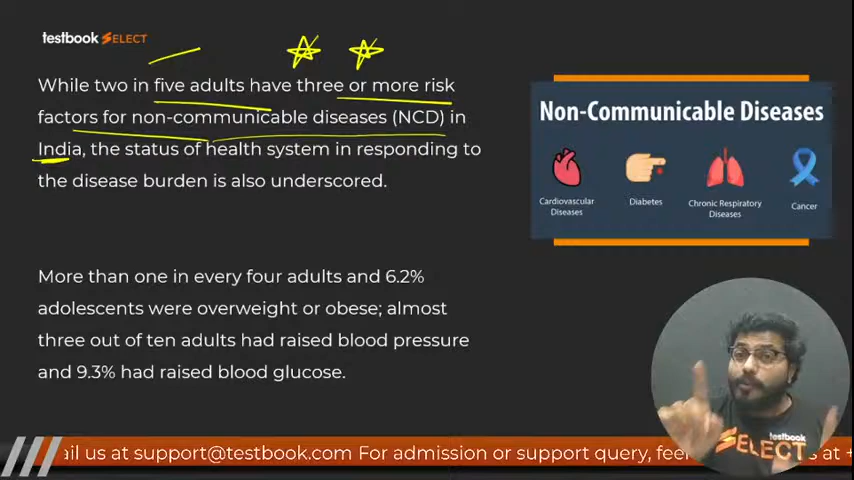 testbook SELECT
While two in five adults have three or more risk
factors for non-communicable diseases (NCD) in
India, the status of health system in responding to
the disease burden is also underscored.
Non-Communicable Diseases
Cardiovascular
Diseases
Diabetes
Chronic Respiratory
Diseases
Cancer
More than one in every four adults and 6.2%
adolescents were overweight or obese; almost
three out of ten adults had raised blood pressure
and 9.3% had raised blood glucose.
testbook
SELECT
ail us at support@testbook.com For admission or support query, fee s at +